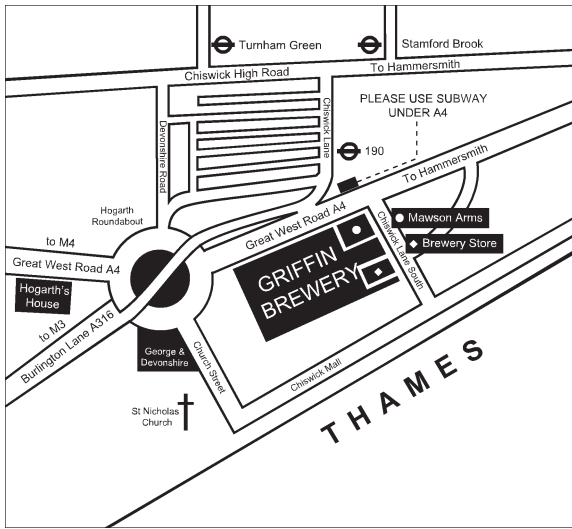 Turnham Green
Stamford Brook
Chiswick High Road
To Hammersmith
PLEASE USE SUBWAY
UNDER A4
Devonshire Road
Chiswick Lane
190
To Hammersmith
Hogarth
Roundabout
Great West Road A4
Mawson Arms
Brewery Store
Chiswick Lane South
to M4
Great West Road A4
GRIFFIN
BREWERY
Hogarth's
House
to M3
Burlington Lane A316
George &
Devonshire
Church Street
Chiswick Mall
THAMES
St Nicholas
Church